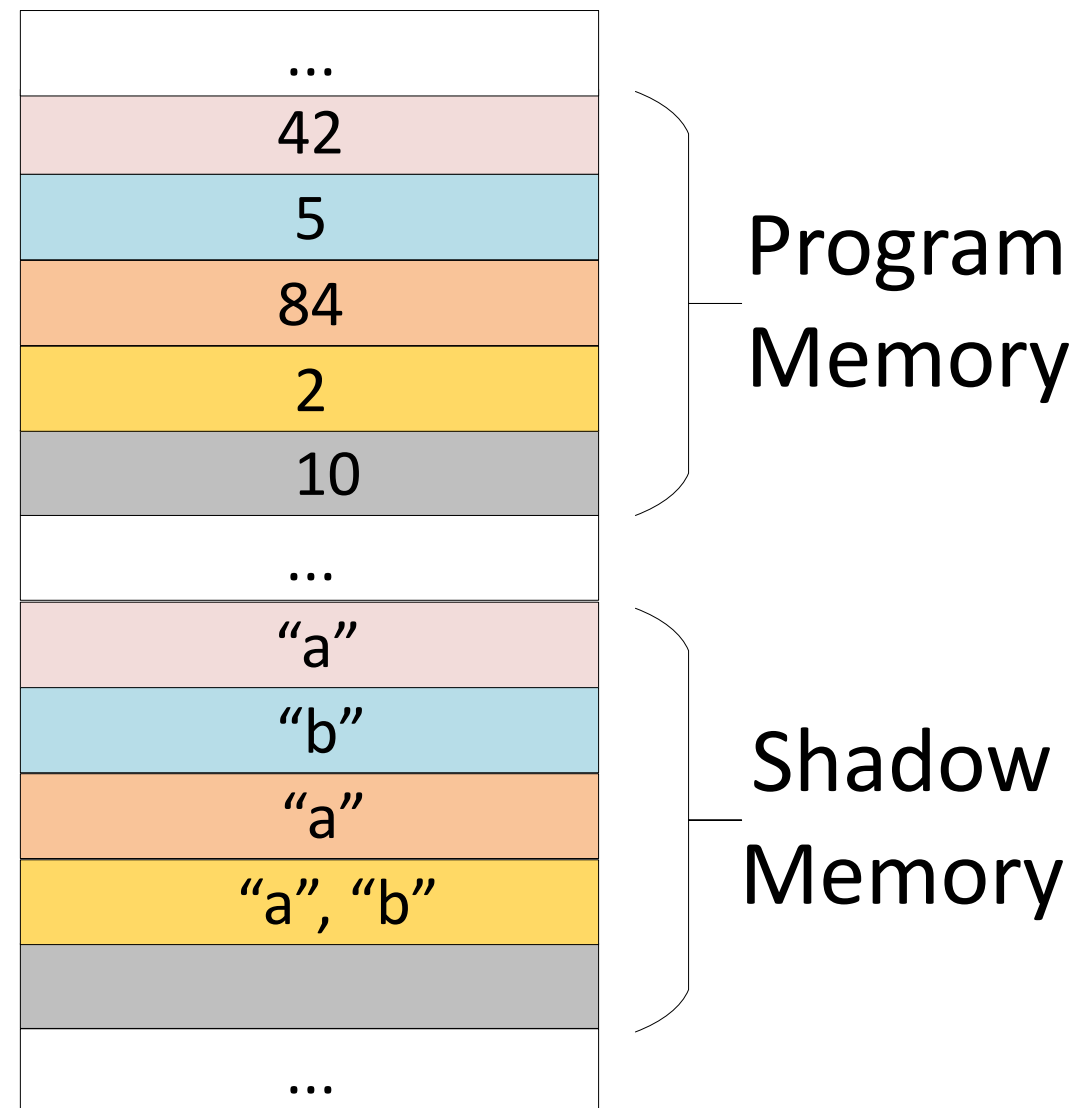 ...
42
5
84
2
10
...
“a”
“b”
“a”
“a”, “b”
...
Program
Memory
Shadow
Memory